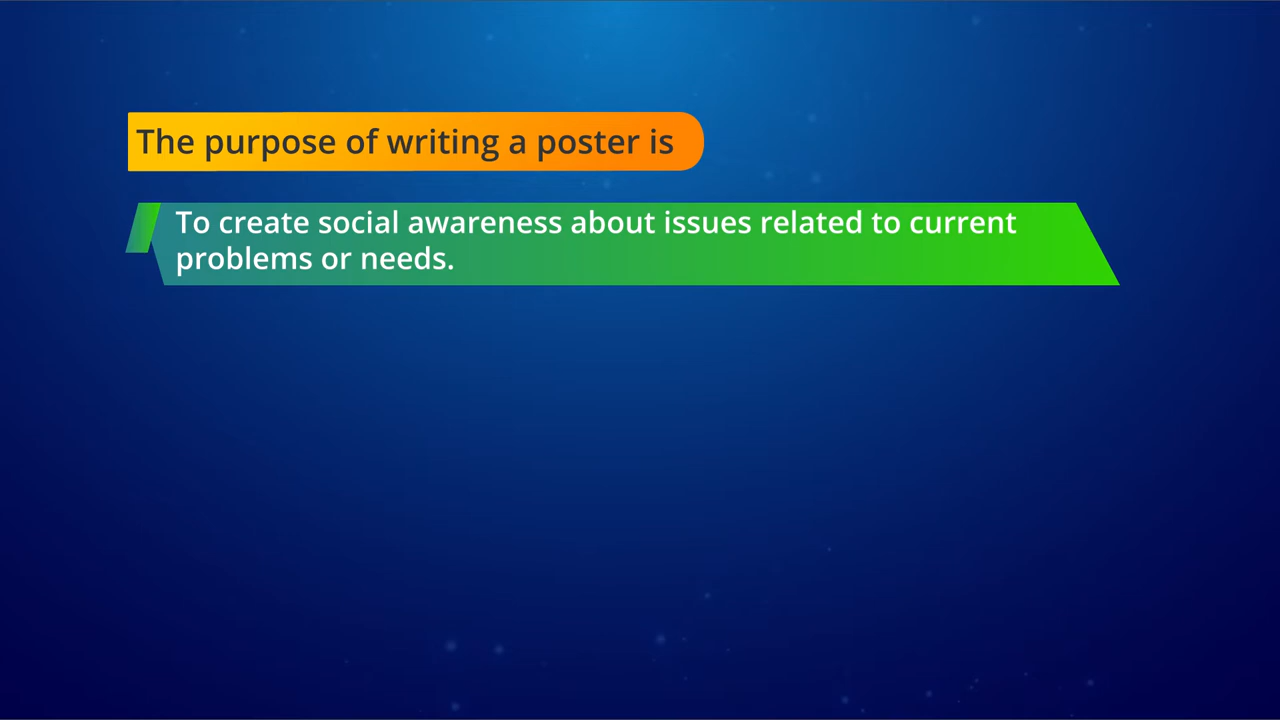 The purpose of writing a poster is
To create social awareness about issues related to current
problems or needs.